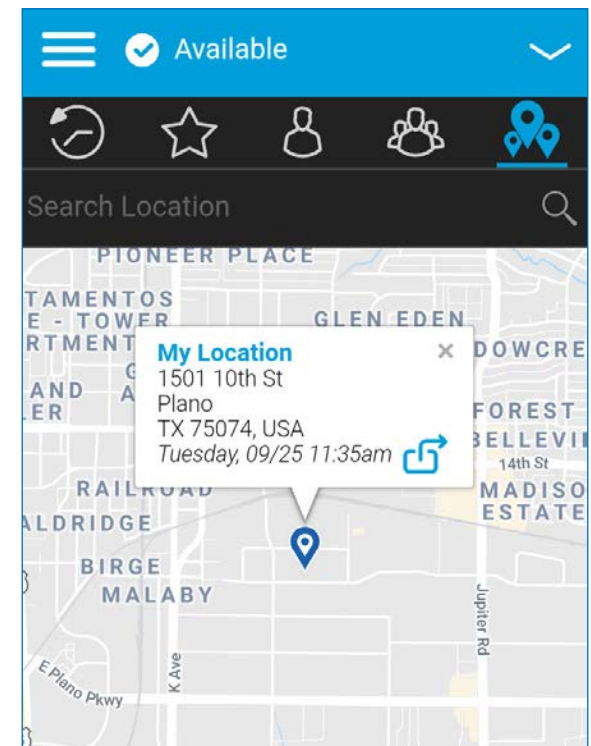 Available
Search Location
PIONEER PLACE
TAMENTOS
E - TOWER
GLEN EDEN
RTMENT
My Location
DOWCRE
1501 10th St
AND A
Plano
ER
FOREST
TX 75074, USA
BELLEVI
Tuesday, 09/25 11:35am
14th St
RAILROAD
MADISO
ESTATE
ALDRIDGE
BIRGE
MALABY
Jupiter Rd
K Ave
E Plano Pkwy